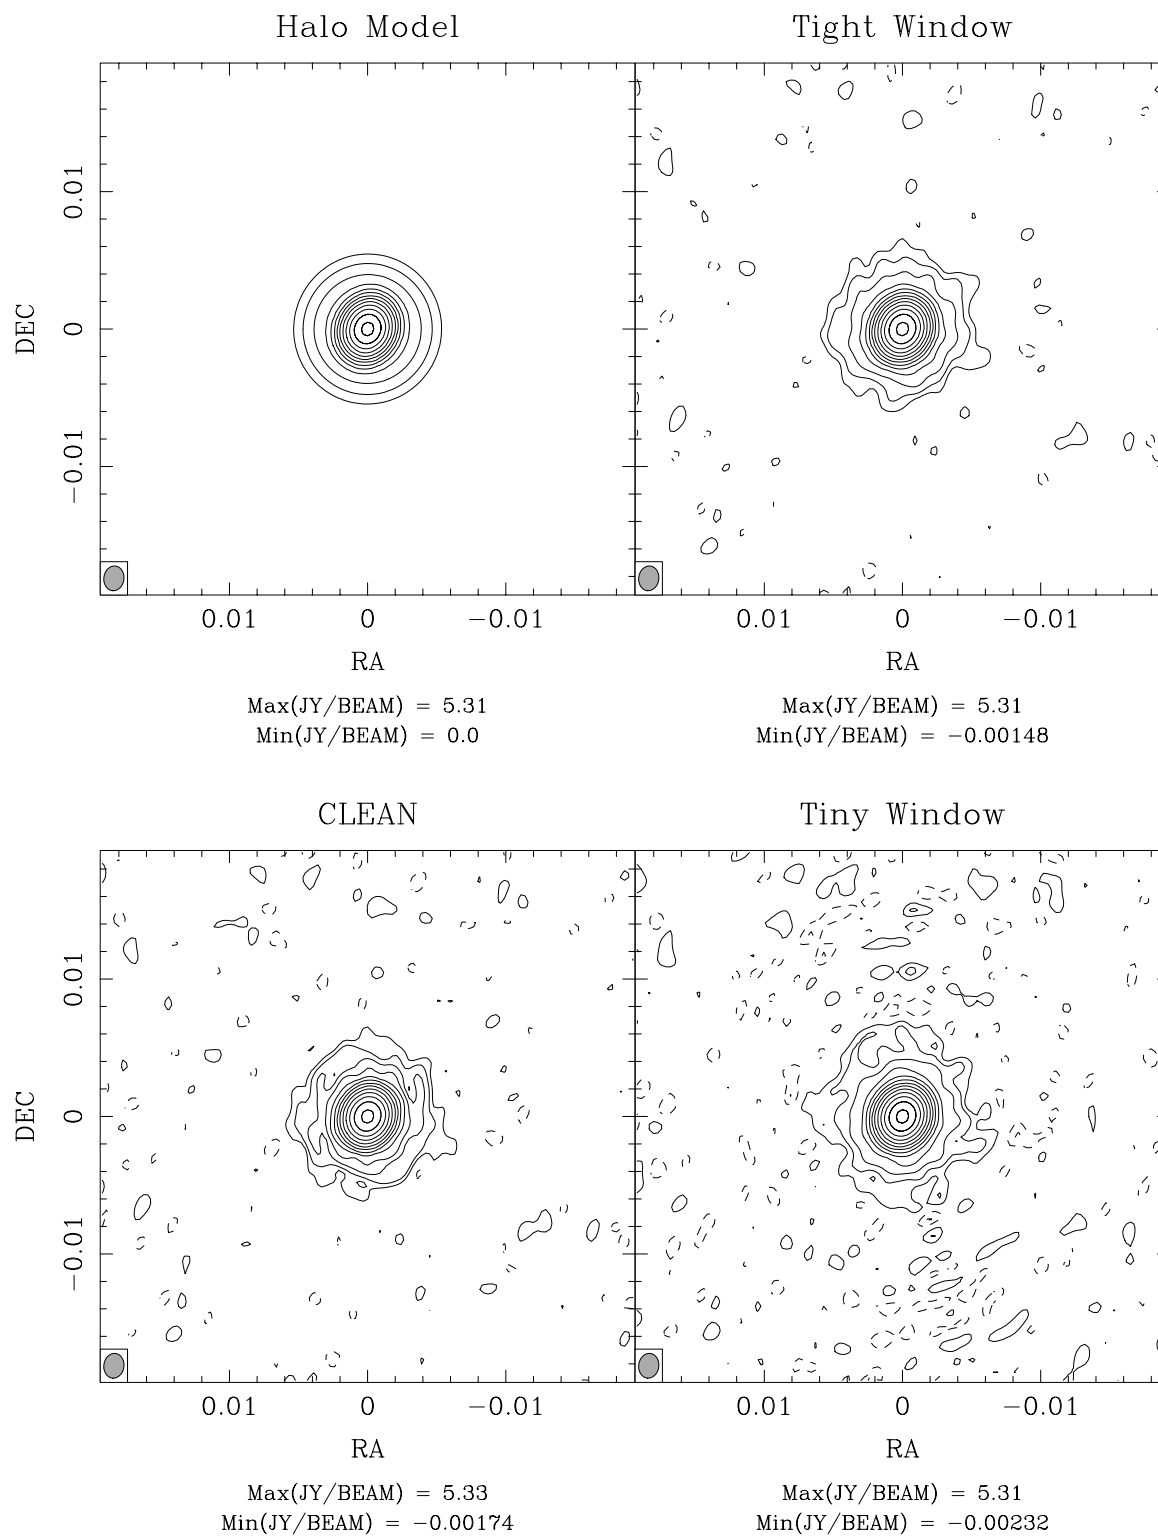 Halo Model
Tight Window
DEC
0.01
0
−0.01
0.01
0
−0.01
0.01
0
−0.01
RA
RA
Max(JY/BEAM) = 5.31
Min(JY/BEAM) = 0.0
Max(JY/BEAM) = 5.31
Min(JY/BEAM) = −0.00148
CLEAN
Tiny Window
DEC
0.01
0
−0.01
0.01
0
−0.01
0.01
0
−0.01
RA
RA
Max(JY/BEAM) = 5.33
Min(JY/BEAM) = −0.00174
Max(JY/BEAM) = 5.31
Min(JY/BEAM) = −0.00232